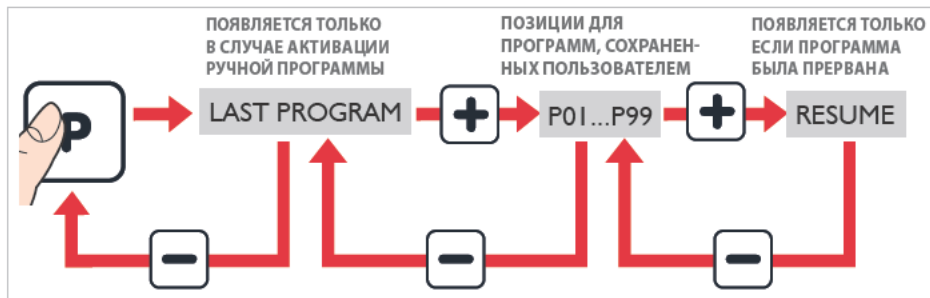 ПОЯВЛЯЕТСЯ ТОЛЬКО
В СЛУЧАЕ АКТИВАЦИИ
РУЧНОЙ ПРОГРАММЫ
ПОЗИЦИИ ДЛЯ
ПРОГРАММ, СОХРАНЕН-
НЫХ ПОЛЬЗОВАТЕЛЕМ
ПОЯВЛЯЕТСЯ ТОЛЬКО
ЕСЛИ ПРОГРАММА
БЫЛА ПРЕРВАНА
P
LAST PROGRAM
+
P01...P99
+
RESUME
−
−
−